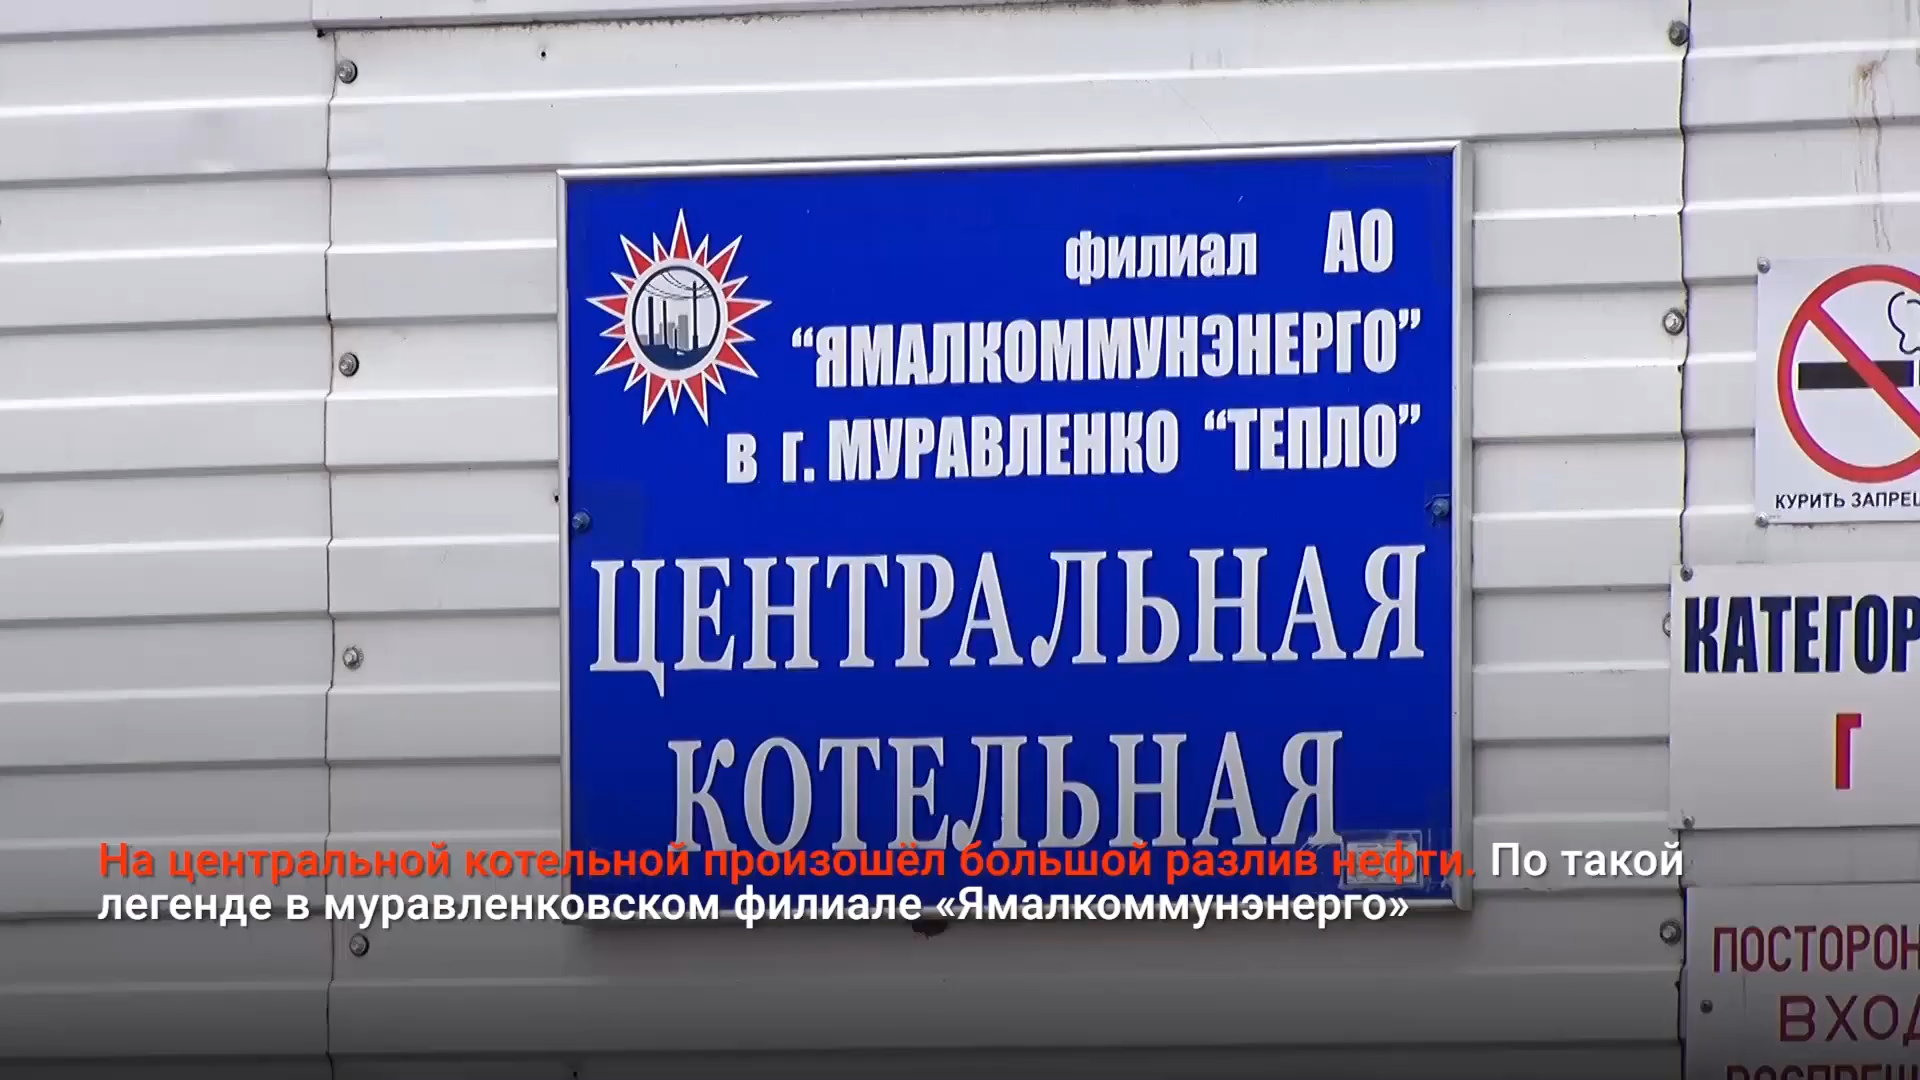 филиал АО
“ЯМАЛКОММУНЭНЕРГО”
в г. МУРАВЛЕНКО “ТЕПЛО”
ЦЕНТРАЛЬНАЯ
КОТЕЛЬНАЯ
КУРИТЬ ЗАПРЕЩ
КАТЕГОР
Г
ПОСТОРОН
ВХОД
ВОСПРЕЩ
На центральной котельной произошёл большой разлив нефти. По такой
легенде в муравленковском филиале «Ямалкоммунэнерго»